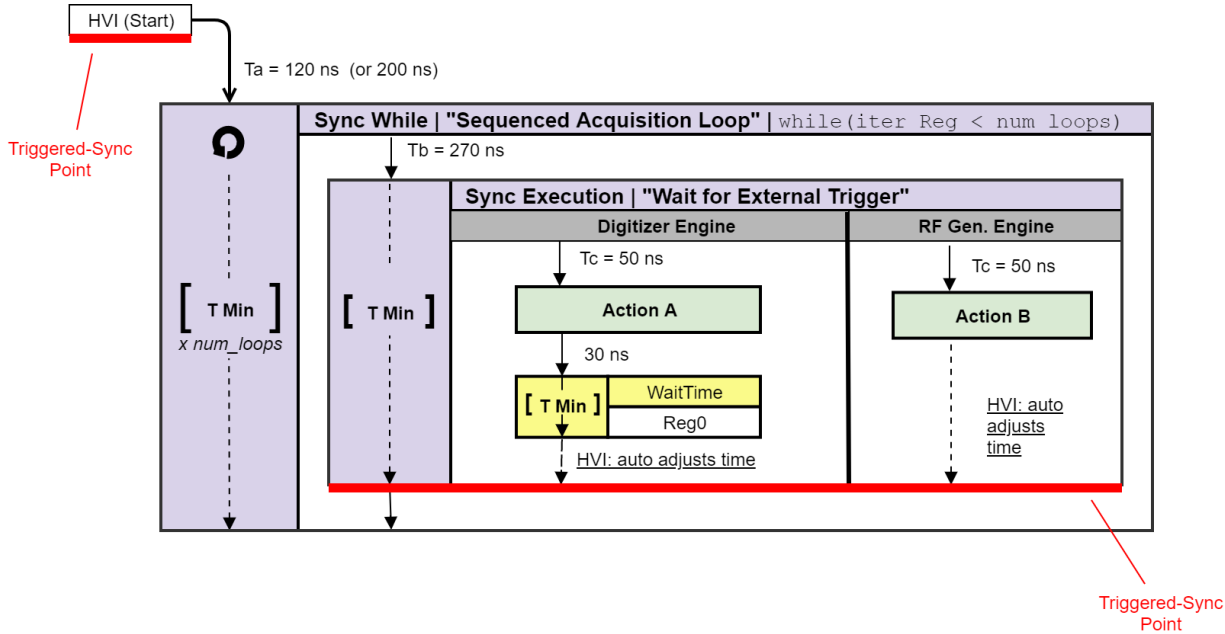 HVI (Start)
Ta = 120 ns  (or 200 ns)
Triggered-Sync
Point
Sync While | "Sequenced Acquisition Loop" | while(iter Reg < num loops)
Tb = 270 ns
Sync Execution | "Wait for External Trigger"
Digitizer Engine
RF Gen. Engine
Tc = 50 ns
Tc = 50 ns
[ T Min ]
x num_loops
[ T Min ]
Action A
Action B
30 ns
[ T Min ]
WaitTime
Reg0
HVI: auto adjusts time
HVI: auto
adjusts
time
Triggered-Sync
Point